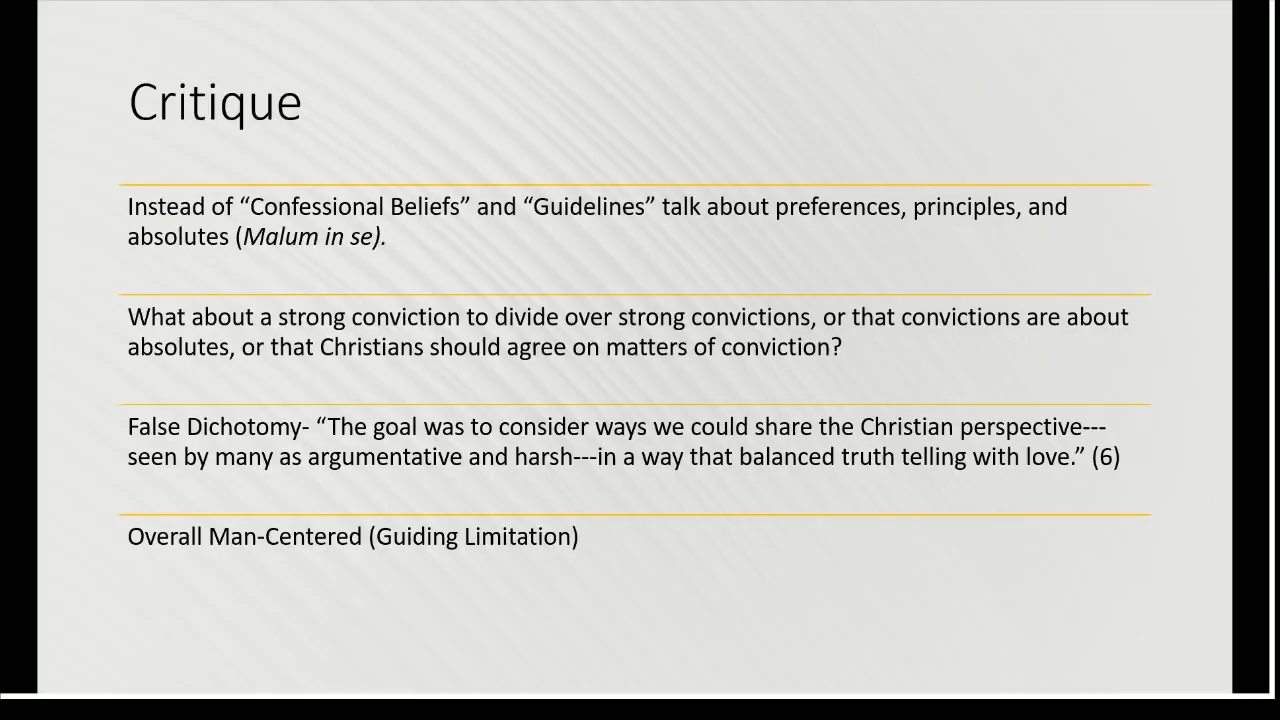 Critique
Instead of “Confessional Beliefs” and “Guidelines” talk about preferences, principles, and
absolutes (Malum in se).
What about a strong conviction to divide over strong convictions, or that convictions are about
absolutes, or that Christians should agree on matters of conviction?
False Dichotomy- “The goal was to consider ways we could share the Christian perspective---
seen by many as argumentative and harsh---in a way that balanced truth telling with love.” (6)
Overall Man-Centered (Guiding Limitation)